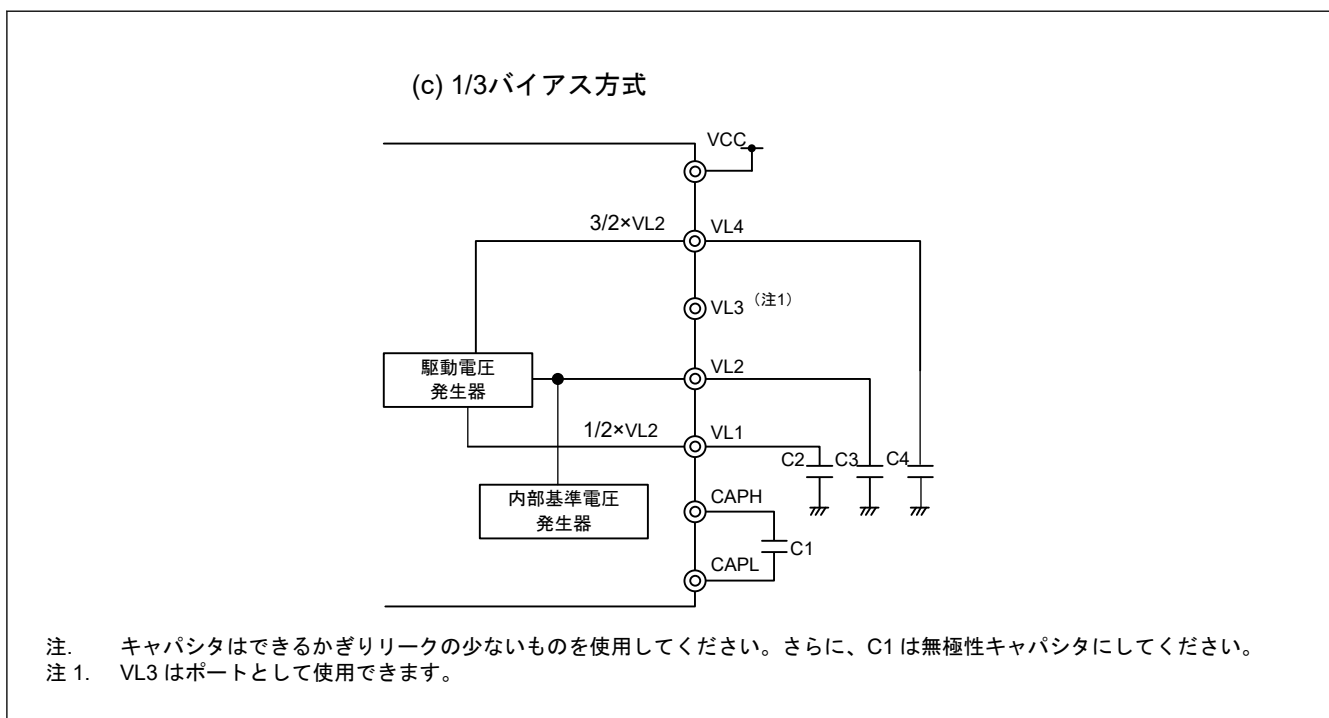 (c) 1/3バイアス方式
VCC
3/2×VL2
VL4
VL3（注1）
駆動電圧
発生器
VL2
1/2×VL2
VL1
C2
C3
C4
内部基準電圧
発生器
CAPH
C1
CAPL
注. キャパシタはできるかぎりリークの少ないものを使用してください。さらに、C1 は無極性キャパシタにしてください。
注 1. VL3 はポートとして使用できます。